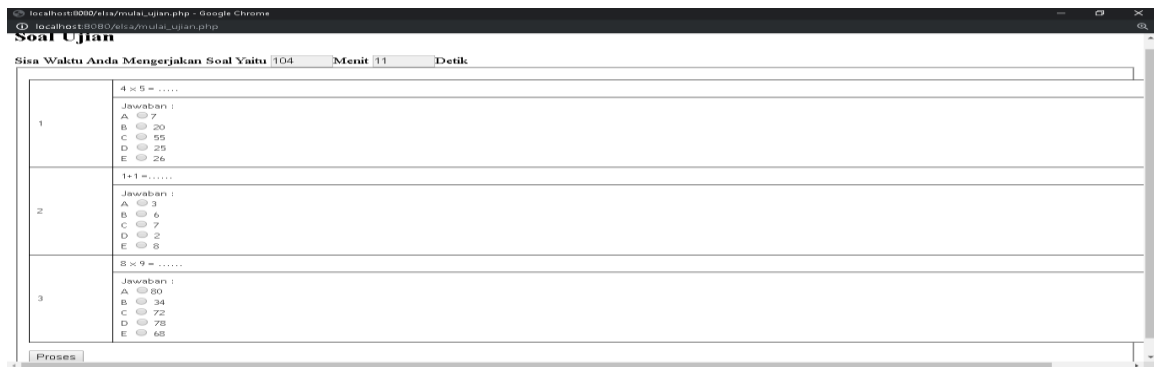 localhost:8080/elsa/mulai_ujian.php - Google Chrome
localhost:8080/elsa/mulai_ujian.php
Soal Ujian
Sisa Waktu Anda Mengerjakan Soal Yaitu 104 Menit 11 Detik
4 × 5 = .....
1
Jawaban :
A 7
B 20
C 55
D 25
E 26
1+1 =......
2
Jawaban :
A 3
B 6
C 7
D 2
E 8
8 × 9 = ......
3
Jawaban :
A 80
B 34
C 72
D 78
E 68
Proses